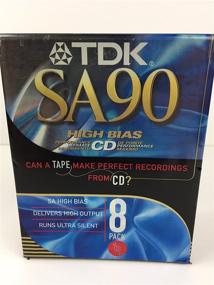 TDK
SA90
HIGH BIAS
CD
CAN A TAPE MAKE PERFECT RECORDINGS
FROM CD?
SA HIGH BIAS
DELIVERS HIGH OUTPUT
RUNS ULTRA SILENT
8
PACK